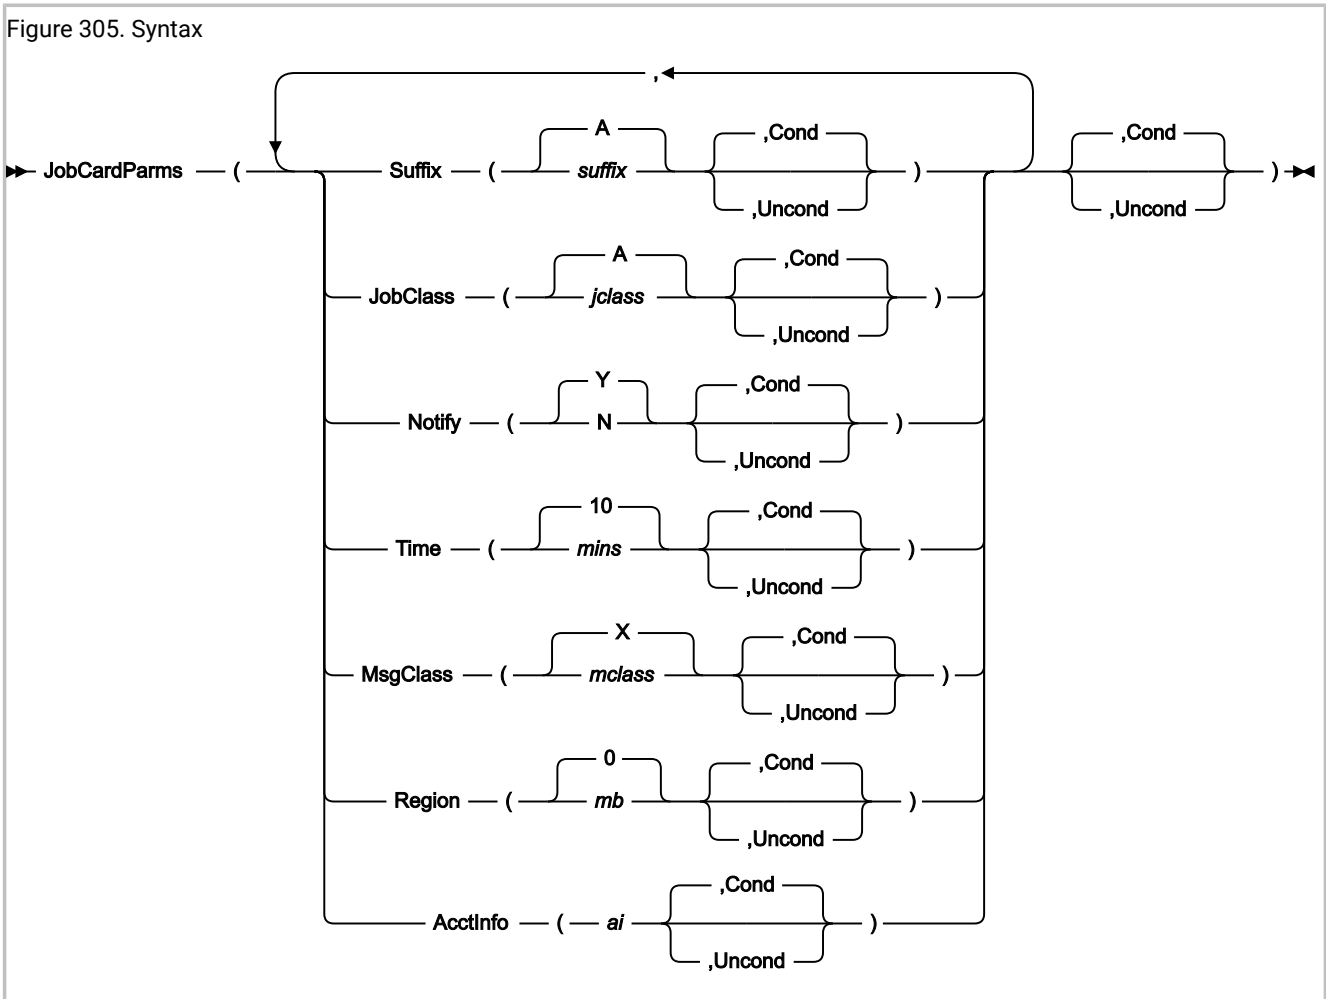 Figure 305. Syntax
,
A ,Cond ,Cond
JobCardParms ( Suffix ( suffix ) )
,Uncond ,Uncond
A ,Cond
JobClass ( jclass )
,Uncond
Y ,Cond
Notify ( N )
,Uncond
10 ,Cond
Time ( mins )
,Uncond
X ,Cond
MsgClass ( mclass )
,Uncond
0 ,Cond
Region ( mb )
,Uncond
,Cond
AcctInfo ( ai )
,Uncond